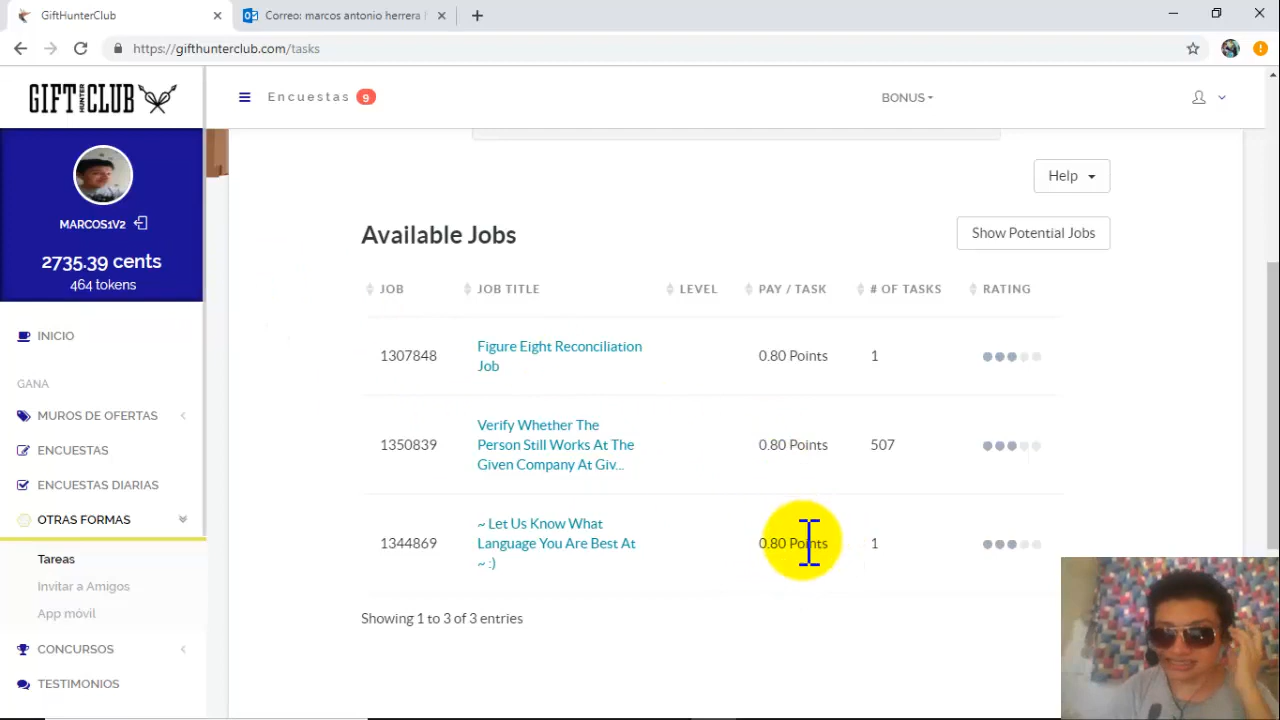 GiftHunterClub
Correo: marcos antonio herrera
https://gifthunterclub.com/tasks
GIFT HUNTER CLUB
Encuestas 9
BONUS
MARCOS1V2
2735.39 cents
464 tokens
INICIO
GANA
MUROS DE OFERTAS
ENCUESTAS
ENCUESTAS DIARIAS
OTRAS FORMAS
Tareas
Invitar a Amigos
App móvil
CONCURSOS
TESTIMONIOS
Help
Available Jobs
Show Potential Jobs
JOB JOB TITLE LEVEL PAY / TASK # OF TASKS RATING
1307848 Figure Eight Reconciliation 0.80 Points 1
Job
Verify Whether The
1350839 Person Still Works At The 0.80 Points 507
Given Company At Giv...
~ Let Us Know What
1344869 Language You Are Best At 0.80 Points 1
~ :)
Showing 1 to 3 of 3 entries